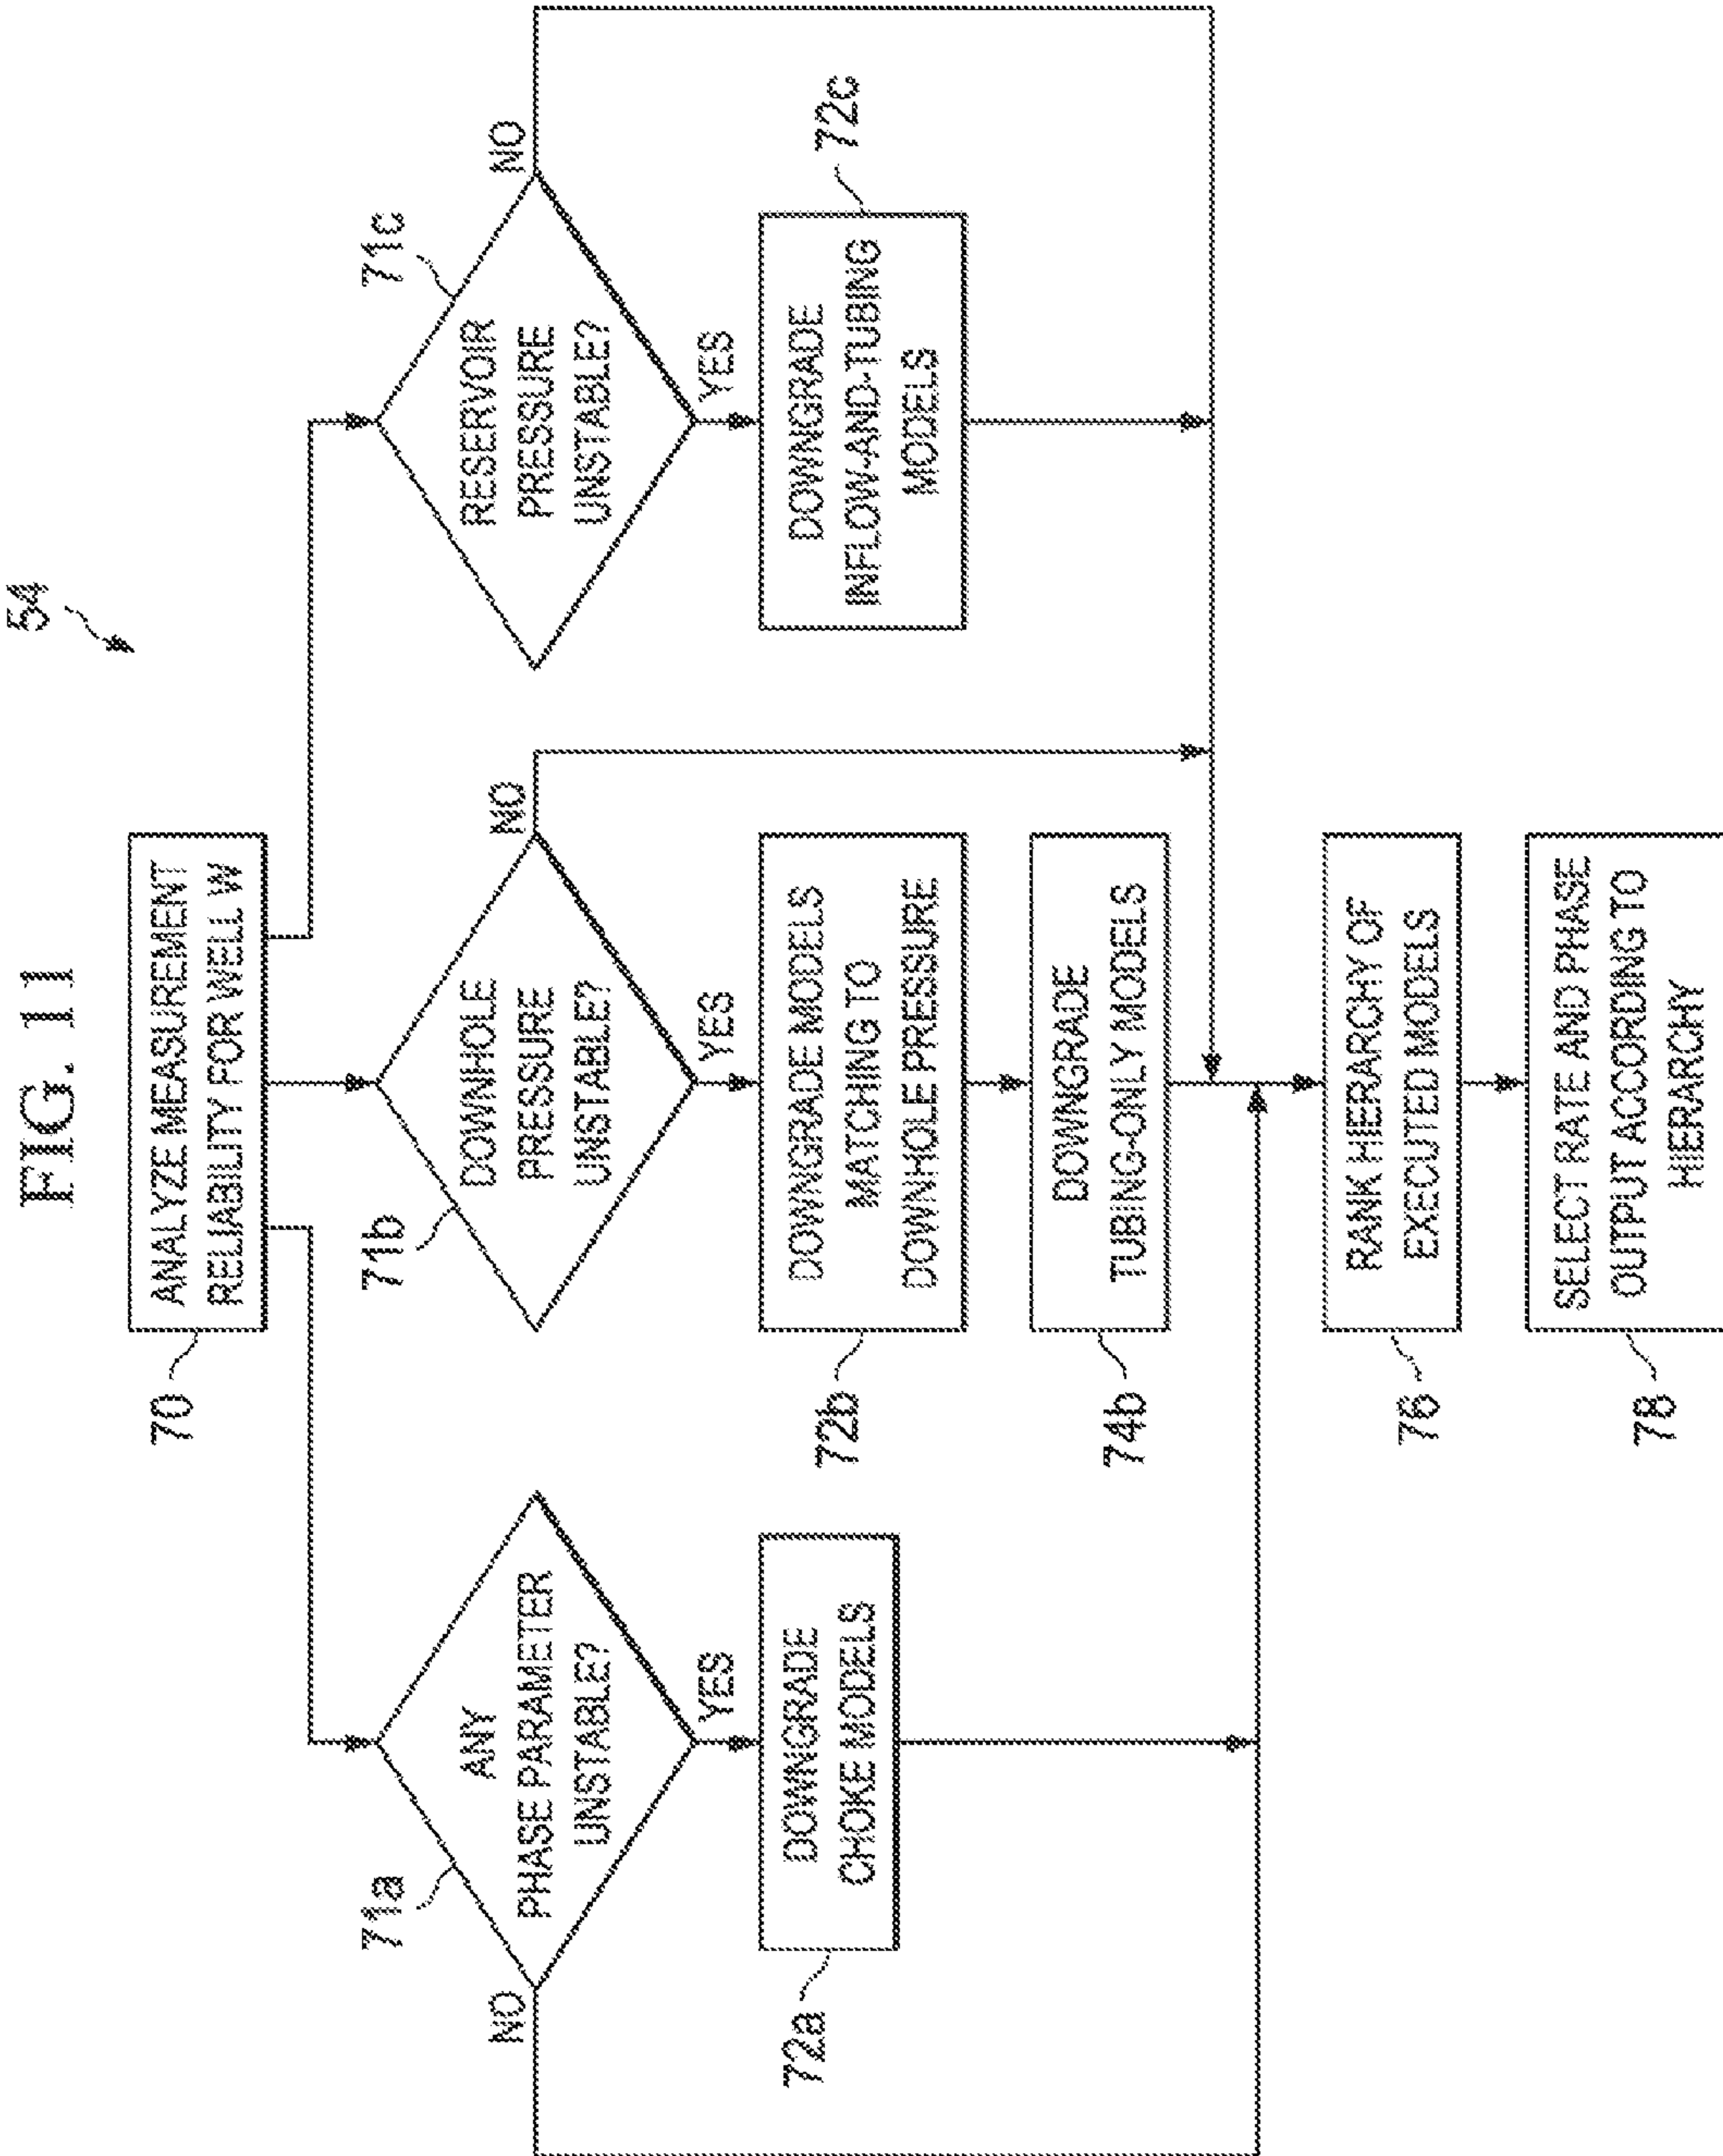 FIG. 11
54
ANALYZE MEASUREMENT
RELIABILITY FOR WELL W
70
71a
ANY
PHASE PARAMETER
UNSTABLE?
NO
YES
DOWNGRADE
CHOKE MODELS
72a
71b
DOWNHOLE
PRESSURE
UNSTABLE?
NO
YES
DOWNGRADE MODELS
MATCHING TO
DOWNHOLE PRESSURE
72b
DOWNGRADE
TUBING-ONLY MODELS
74b
71c
RESERVOIR
PRESSURE
UNSTABLE?
NO
YES
DOWNGRADE
INFLOW-AND-TUBING
MODELS
72c
RANK HIERARCHY OF
EXECUTED MODELS
76
SELECT RATE AND PHASE
OUTPUT ACCORDING TO
HIERARCHY
78